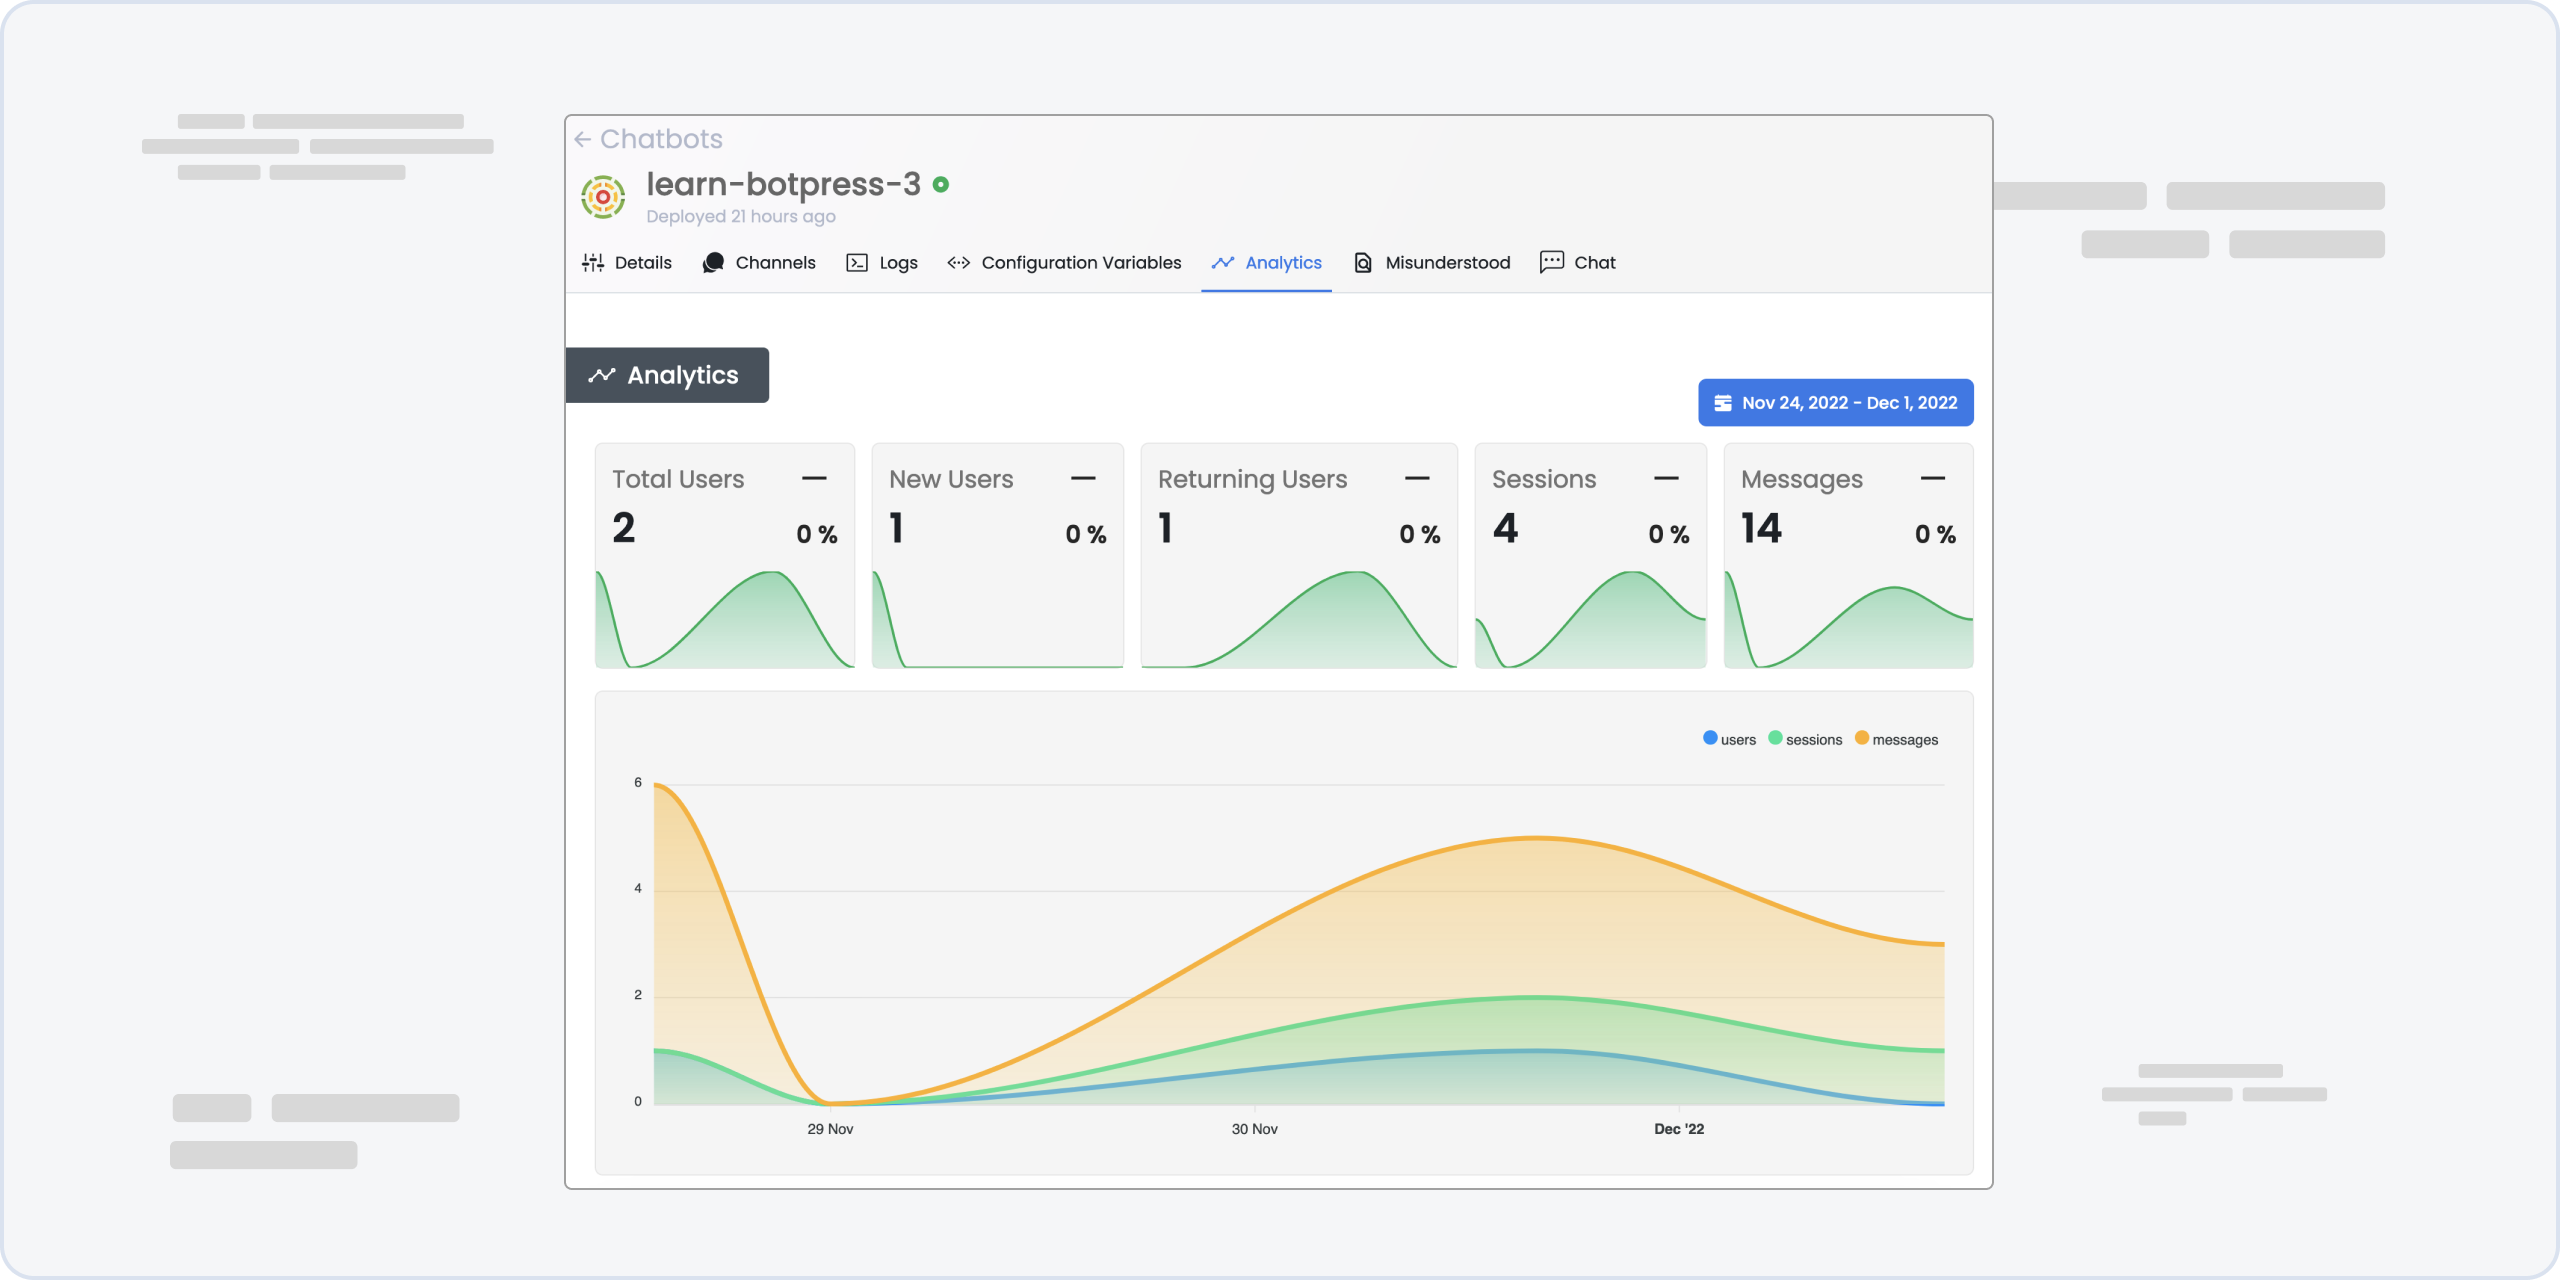 Chatbots
learn-botpress-3
Deployed 21 hours ago
Details Channels Logs Configuration Variables Analytics Misunderstood Chat
Analytics
Nov 24, 2022 - Dec 1, 2022
Total Users
2 0 %
New Users
1 0 %
Returning Users
1 0 %
Sessions
4 0 %
Messages
14 0 %
users sessions messages
6
4
2
0
29 Nov 30 Nov Dec '22